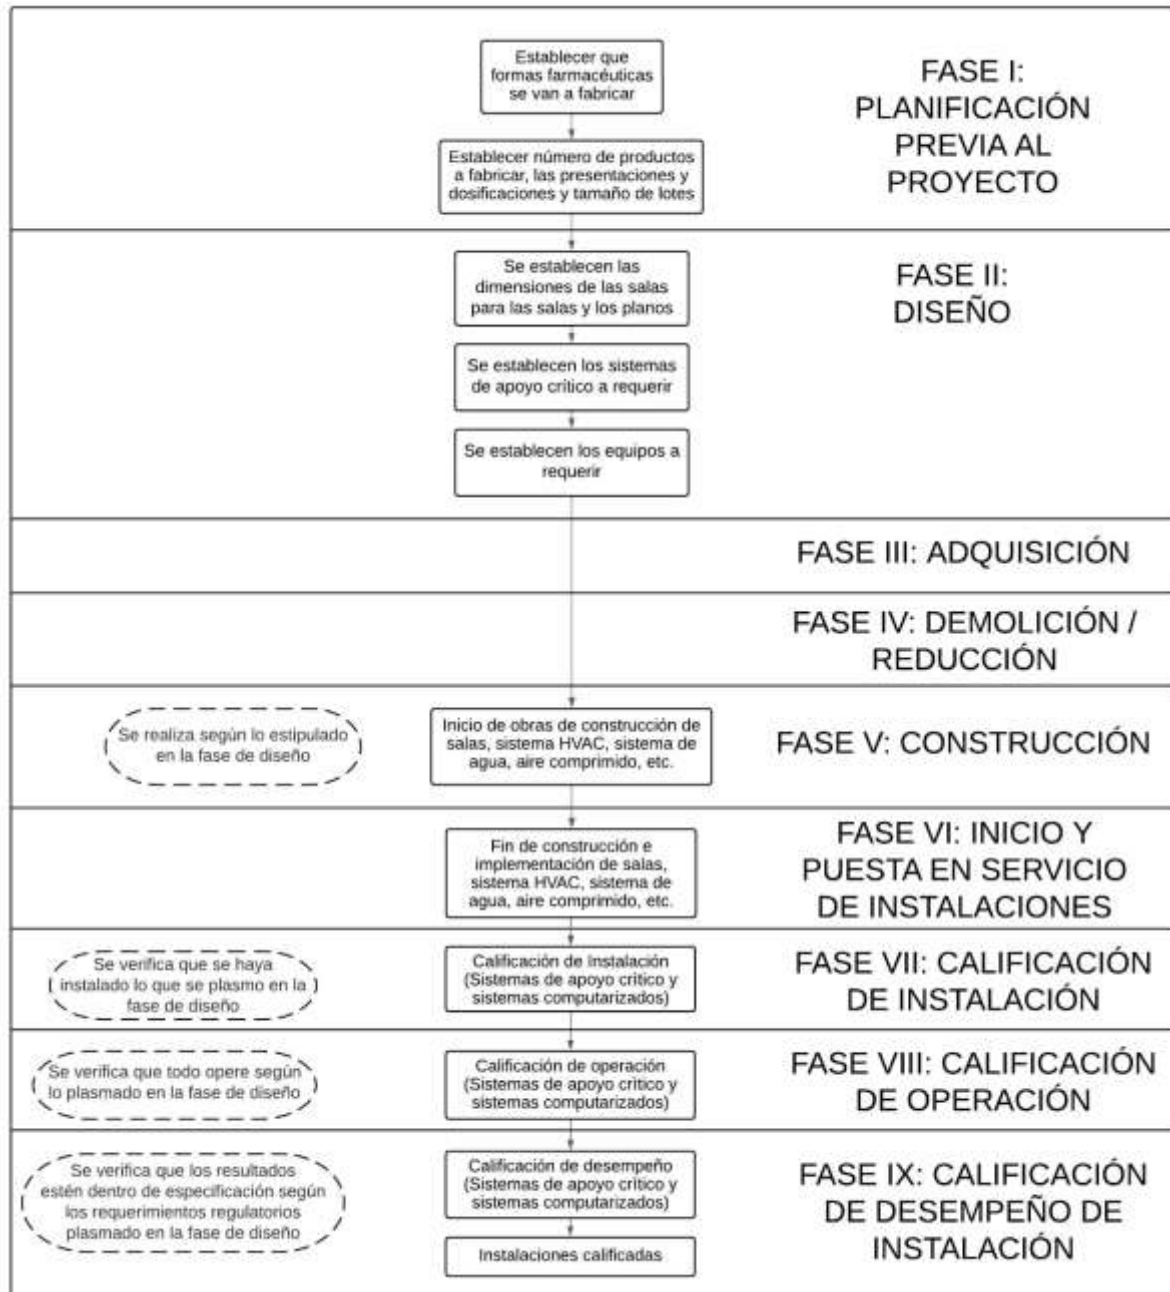 Establecer que
formas farmacéuticas
se van a fabricar
FASE I:
PLANIFICACIÓN
PREVIA AL
PROYECTO
Establecer número de productos
a fabricar, las presentaciones y
dosificaciones y tamaño de lotes
Se establecen las
dimensiones de las salas
para las salas y los planos
FASE II:
DISEÑO
Se establecen los sistemas
de apoyo crítico a requerir
Se establecen los equipos a
requerir
FASE III: ADQUISICIÓN
FASE IV: DEMOLICIÓN /
REDUCCIÓN
Se realiza según lo estipulado
en la fase de diseño
Inicio de obras de construcción de
salas, sistema HVAC, sistema de
agua, aire comprimido, etc.
FASE V: CONSTRUCCIÓN
Fin de construcción e
implementación de salas,
sistema HVAC, sistema de
agua, aire comprimido, etc.
FASE VI: INICIO Y
PUESTA EN SERVICIO
DE INSTALACIONES
Se verifica que se haya
instalado lo que se plasmo en la
fase de diseño
Calificación de Instalación
(Sistemas de apoyo crítico y
sistemas computarizados)
FASE VII: CALIFICACIÓN
DE INSTALACIÓN
Se verifica que todo opere según
lo plasmado en la fase de diseño
Calificación de operación
(Sistemas de apoyo crítico y
sistemas computarizados)
FASE VIII: CALIFICACIÓN
DE OPERACIÓN
Se verifica que los resultados
estén dentro de especificación según
los requerimientos regulatorios
plasmado en la fase de diseño
Calificación de desempeño
(Sistemas de apoyo crítico y
sistemas computarizados)
FASE IX: CALIFICACIÓN
DE DESEMPEÑO DE
INSTALACIÓN
Instalaciones calificadas